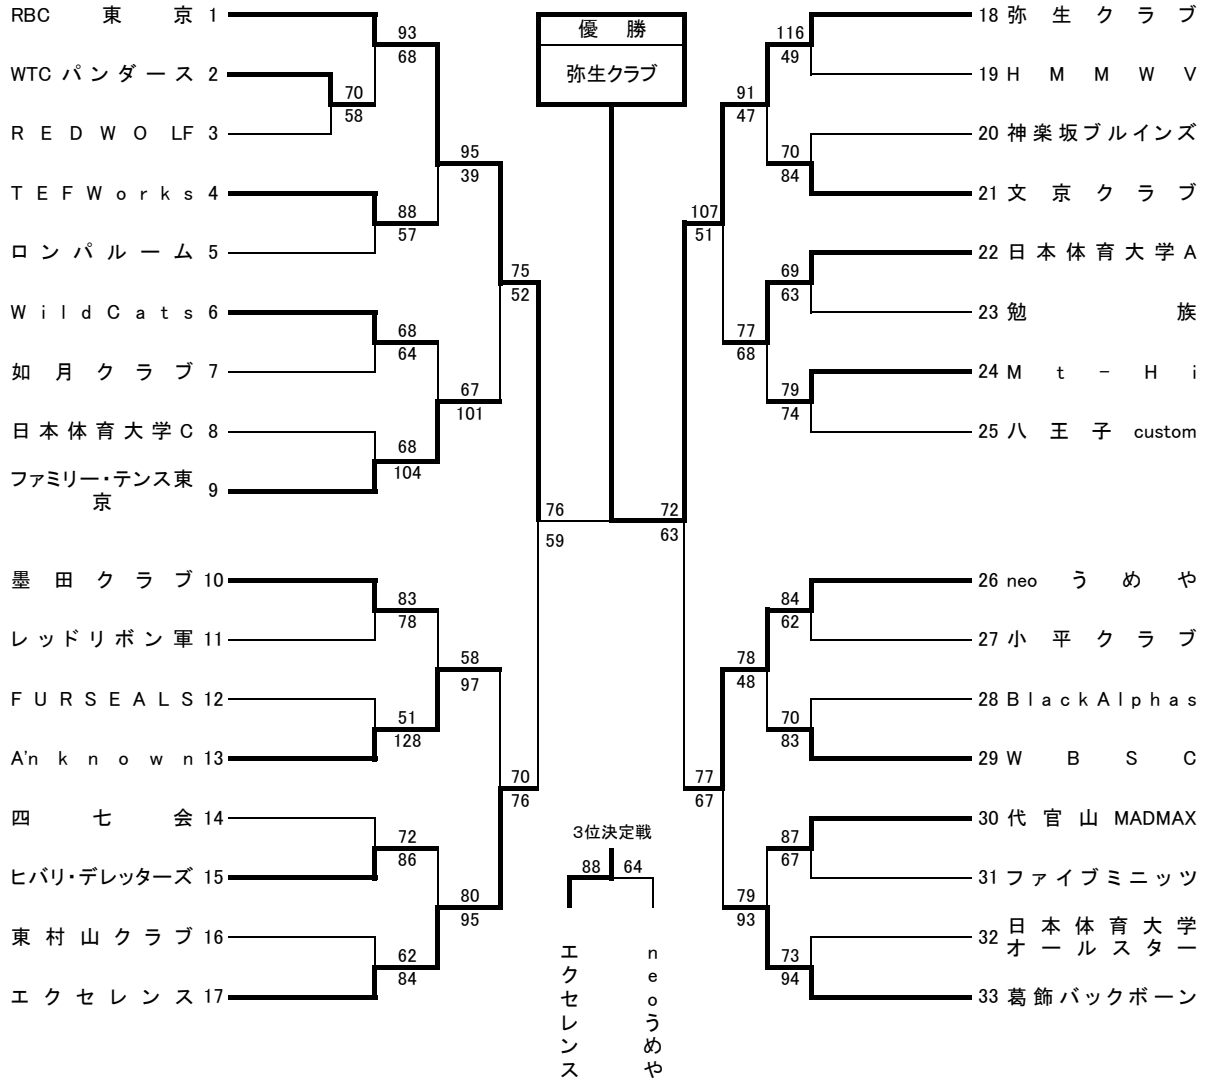 優 勝
弥生クラブ
RBC 東 京 1
WTC パンダース 2
R E D W O LF 3
T E F W o r k s 4
ロ ン パ ル ー ム 5
W i l d C a t s 6
如 月 ク ラ ブ 7
日 本 体 育 大 学 C 8
ファミリー・テンス東
京 9
墨 田 ク ラ ブ 10
レ ッ ド リ ボ ン 軍 11
F U R S E A L S 12
A'n k n o w n 13
四 七 会 14
ヒバリ・デレッターズ 15
東 村 山 ク ラ ブ 16
エ ク セ レ ン ス 17
93
68
70
58
95
39
88
57
75
52
68
64
67
101
68
104
76
59
83
78
58
97
51
128
70
76
72
86
80
95
62
84
18 弥 生 ク ラ ブ
19 H M M W V
20 神 楽 坂 ブ ル イ ン ズ
21 文 京 ク ラ ブ
22 日 本 体 育 大 学 A
23 勉 族
24 M t - H i
25 八 王 子 custom
26 neo う め や
27 小 平 ク ラ ブ
28 B l a c k A l p h a s
29 W B S C
30 代 官 山 MADMAX
31 フ ァ イ ブ ミ ニ ッ ツ
32 日 本 体 育 大 学
オ ー ル ス タ ー
33 葛 飾 バ ッ ク ボ ー ン
116
49
91
47
70
84
107
51
69
63
77
68
79
74
72
63
84
62
78
48
70
83
77
67
87
67
79
93
73
94
3位決定戦
88 64
エクセレンス
neoうめや